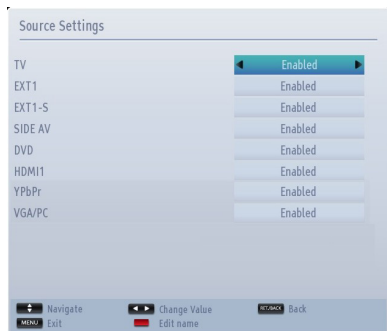 Source Settings
TV Enabled
EXT1 Enabled
EXT1-S Enabled
SIDE AV Enabled
DVD Enabled
HDMI1 Enabled
YPbPr Enabled
VGA/PC Enabled
Navigate Change Value RET./BACK Back
MENU Exit Edit name